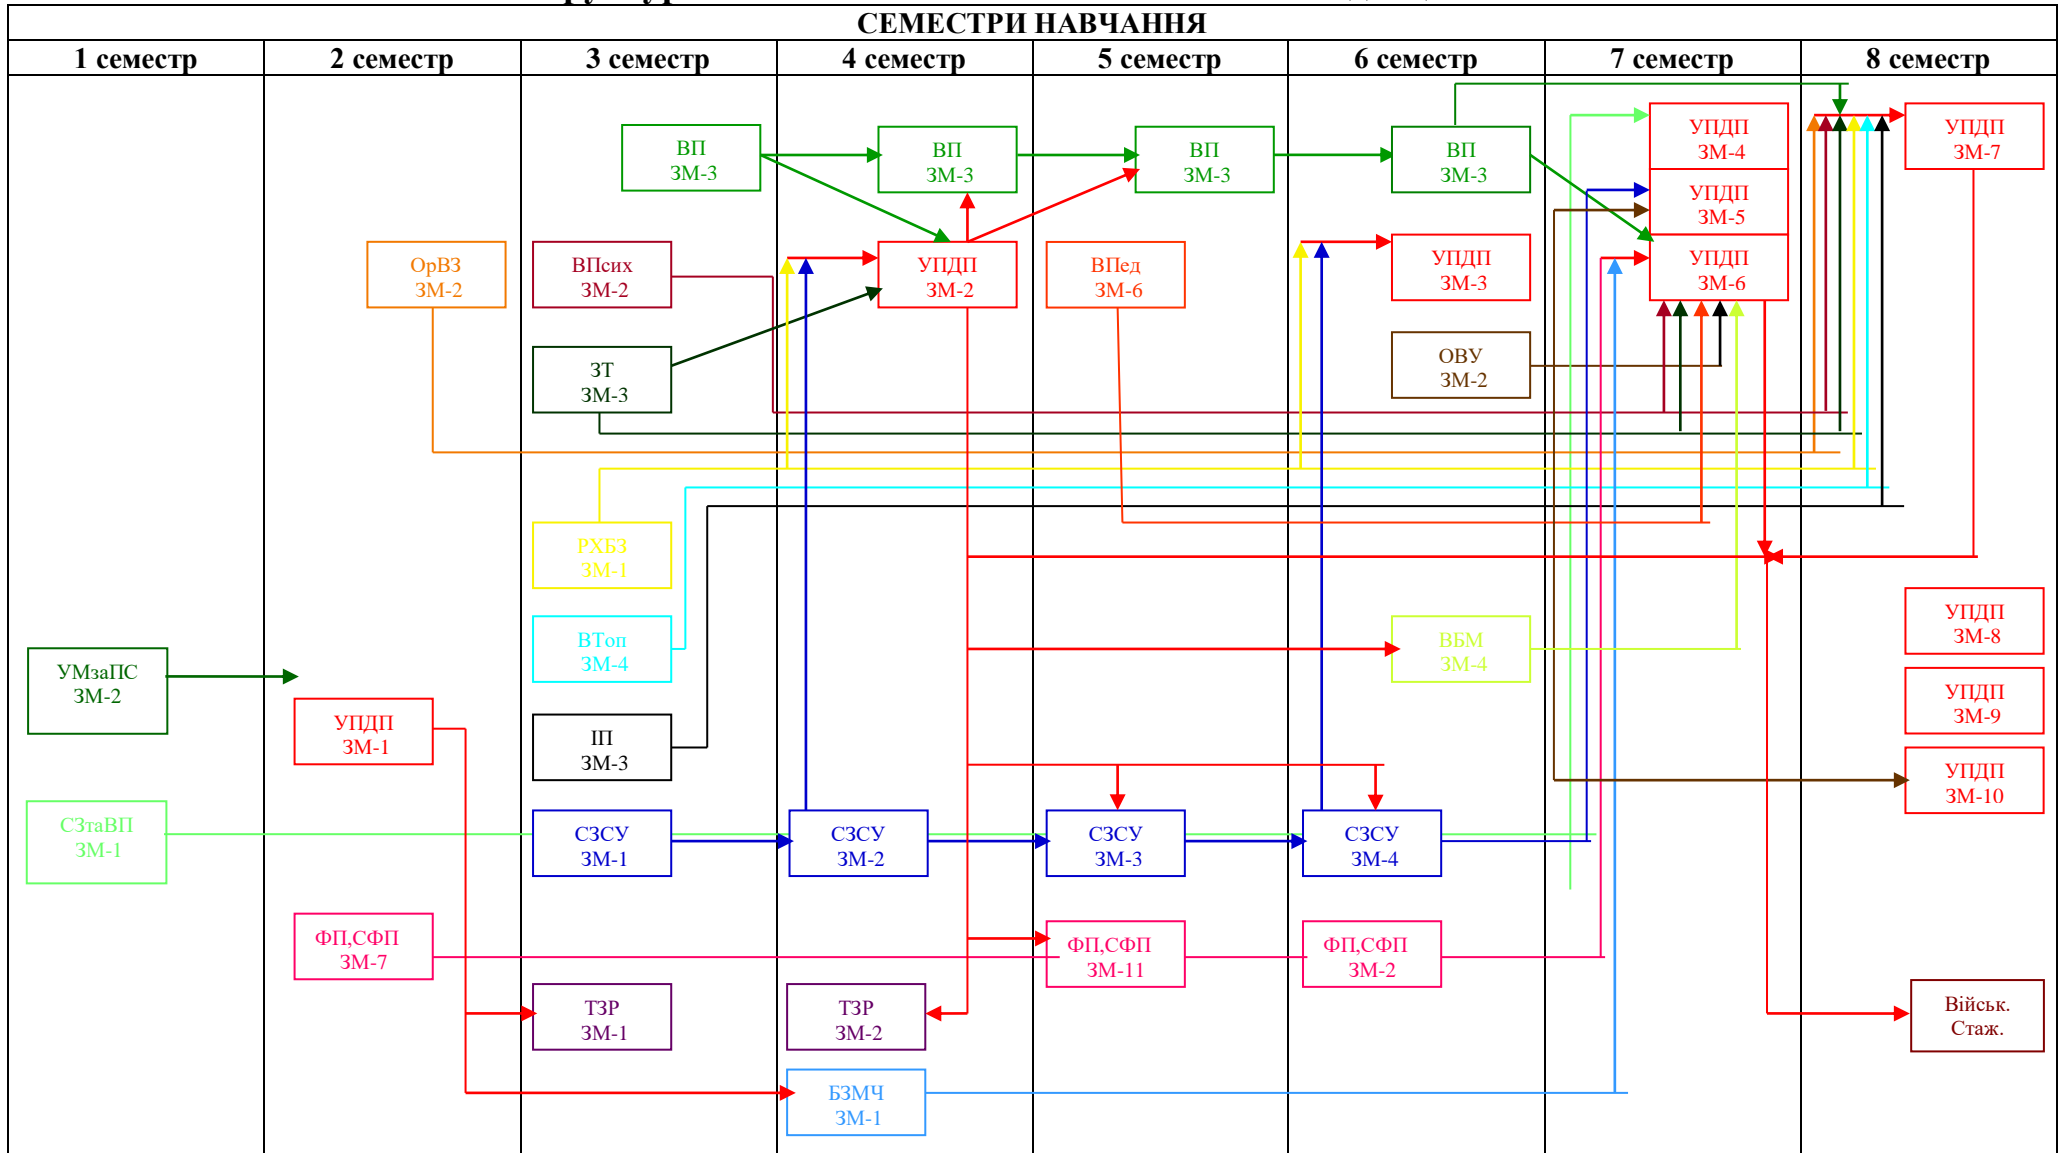 СЕМЕСТРИ НАВЧАННЯ
1 семестр
2 семестр
3 семестр
4 семестр
5 семестр
6 семестр
7 семестр
8 семестр
УМзаПС
ЗМ-2
СЗтаВП
ЗМ-1
ОрВЗ
ЗМ-2
УПДП
ЗМ-1
ФП,СФП
ЗМ-7
ВП
ЗМ-3
ВПсих
ЗМ-2
ЗТ
ЗМ-3
РХБЗ
ЗМ-1
ВТоп
ЗМ-4
ІП
ЗМ-3
СЗСУ
ЗМ-1
ТЗР
ЗМ-1
ВП
ЗМ-3
УПДП
ЗМ-2
СЗСУ
ЗМ-2
ТЗР
ЗМ-2
БЗМЧ
ЗМ-1
ВП
ЗМ-3
ВПед
ЗМ-6
СЗСУ
ЗМ-3
ФП,СФП
ЗМ-11
ВП
ЗМ-3
УПДП
ЗМ-3
ОВУ
ЗМ-2
ВБМ
ЗМ-4
СЗСУ
ЗМ-4
ФП,СФП
ЗМ-2
УПДП
ЗМ-4
УПДП
ЗМ-5
УПДП
ЗМ-6
УПДП
ЗМ-7
УПДП
ЗМ-8
УПДП
ЗМ-9
УПДП
ЗМ-10
Військ.
Стаж.